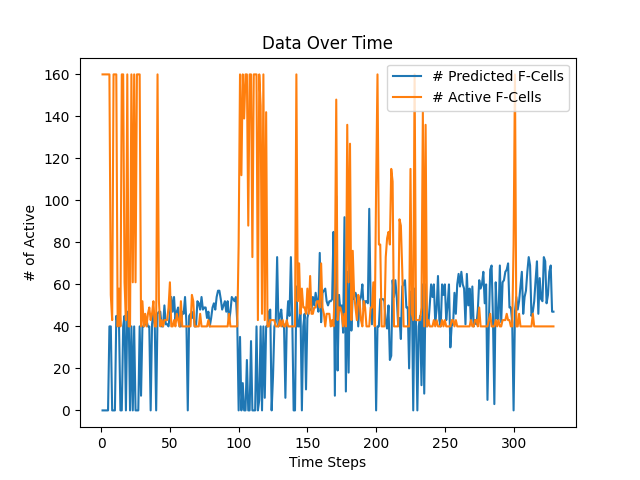 Data Over Time
# Predicted F-Cells
# Active F-Cells
160
140
120
100
80
60
40
20
0
# of Active
0 50 100 150 200 250 300
Time Steps